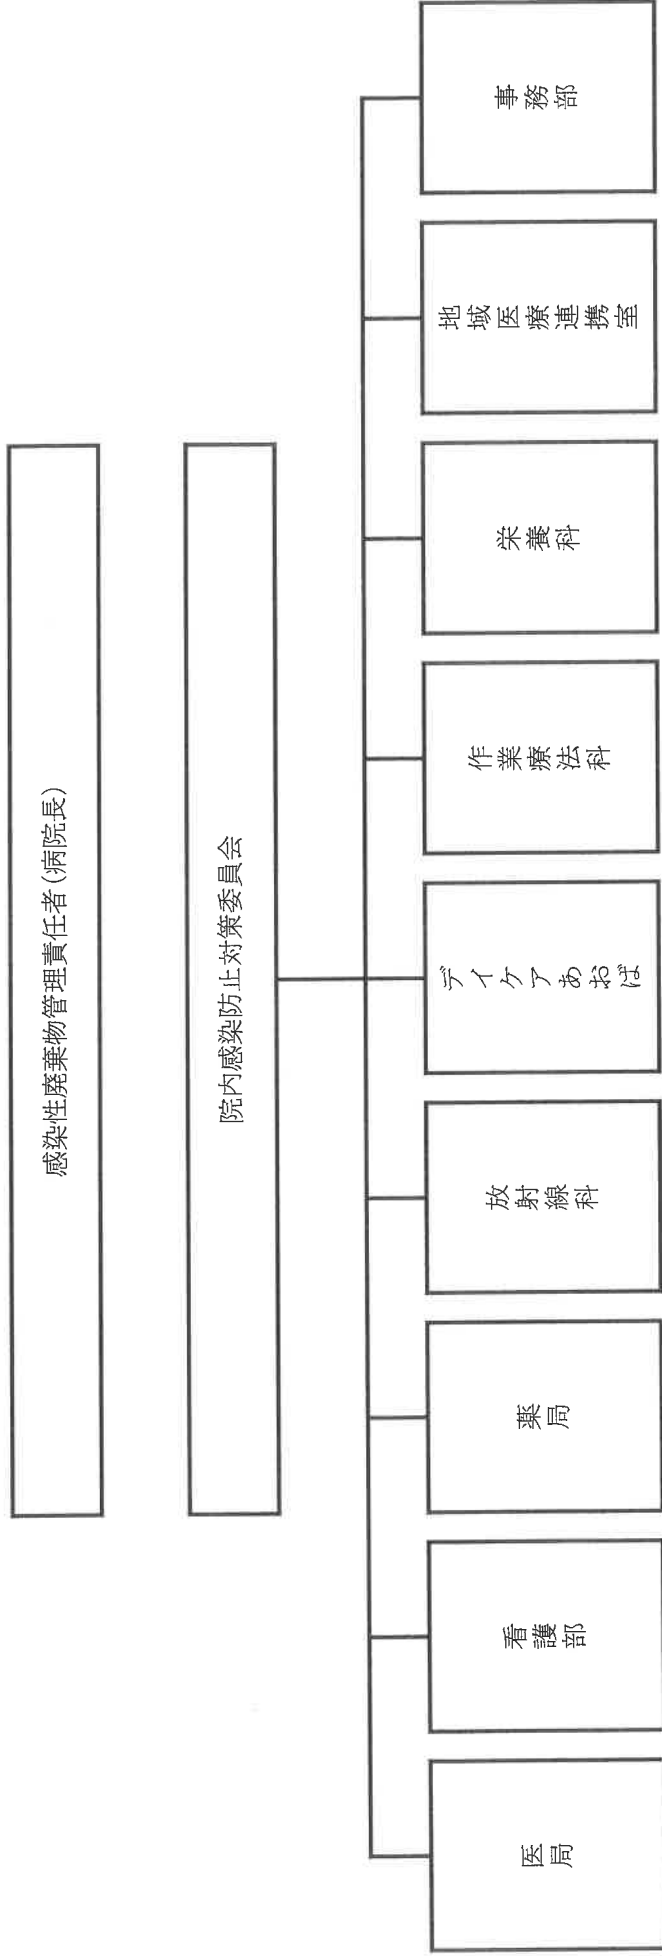 感染性廃棄物管理責任者(病院長)
院内感染防止対策委員会
医局
看護部
薬局
放射線科
デイケアあおば
作業療法科
栄養科
地域医療連携室
事務部